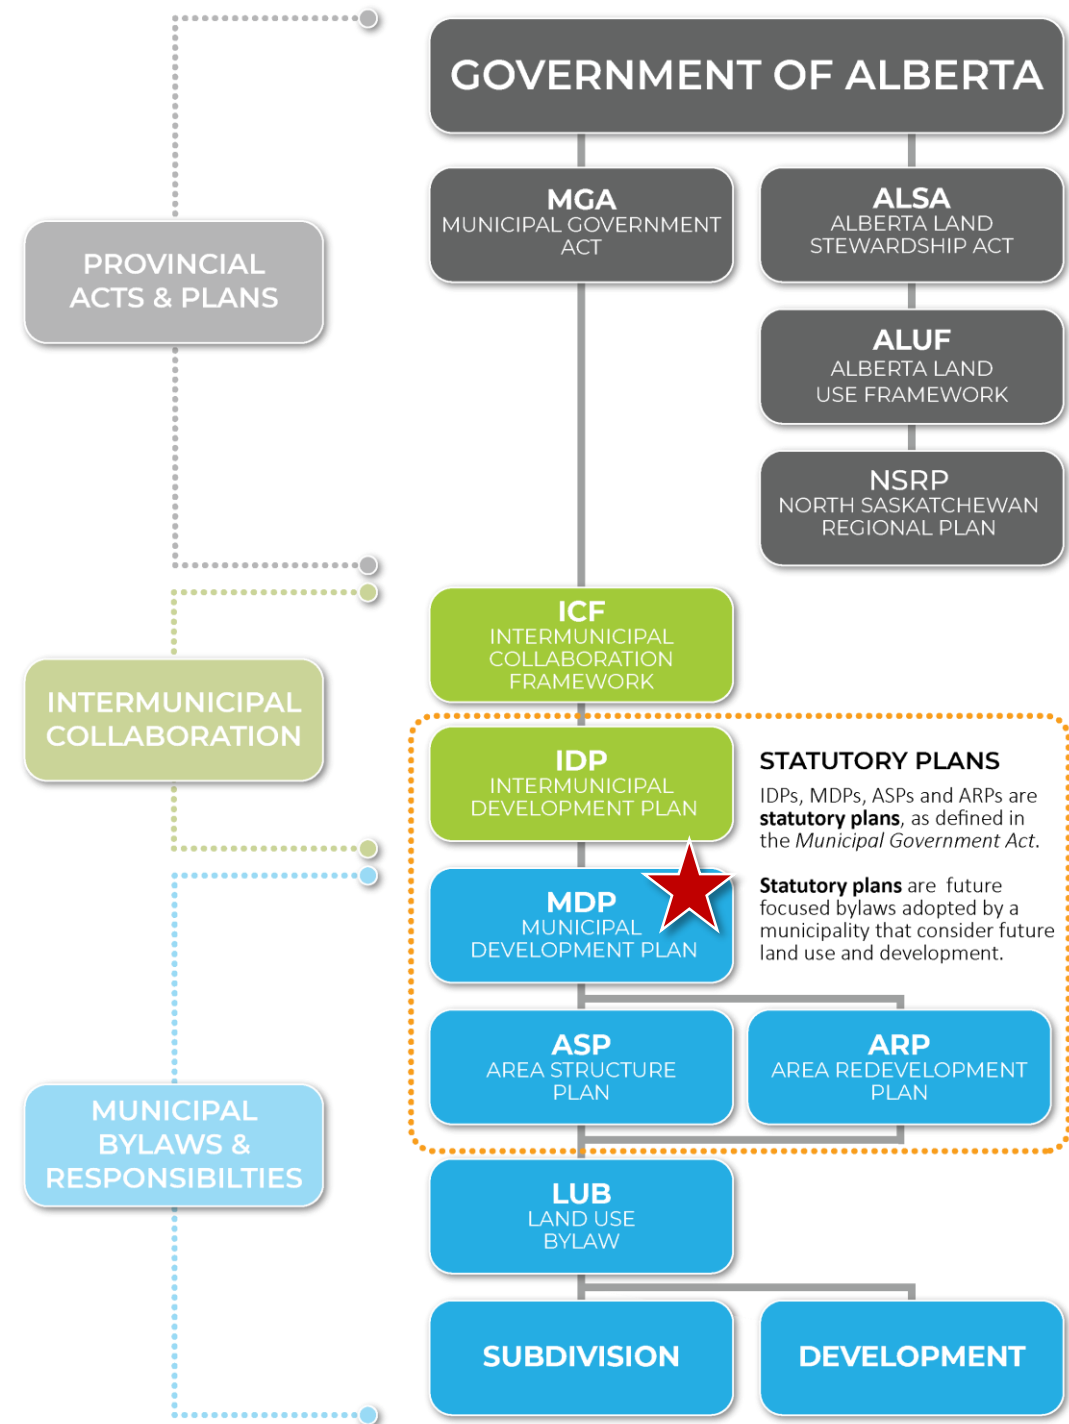 GOVERNMENT OF ALBERTA
MGA
MUNICIPAL GOVERNMENT
ACT
ALSA
ALBERTA LAND
STEWARDSHIP ACT
PROVINCIAL
ACTS & PLANS
ALUF
ALBERTA LAND
USE FRAMEWORK
NSRP
NORTH SASKATCHEWAN
REGIONAL PLAN
ICF
INTERMUNICIPAL
COLLABORATION
FRAMEWORK
INTERMUNICIPAL
COLLABORATION
IDP
INTERMUNICIPAL
DEVELOPMENT PLAN
STATUTORY PLANS
IDPs, MDPs, ASPs and ARPs are
statutory plans, as defined in
the Municipal Government Act.
Statutory plans are future
focused bylaws adopted by a
municipality that consider future
land use and development.
MDP
MUNICIPAL
DEVELOPMENT PLAN
ASP
AREA STRUCTURE
PLAN
ARP
AREA REDEVELOPMENT
PLAN
MUNICIPAL
BYLAWS &
RESPONSIBILTIES
LUB
LAND USE
BYLAW
SUBDIVISION
DEVELOPMENT